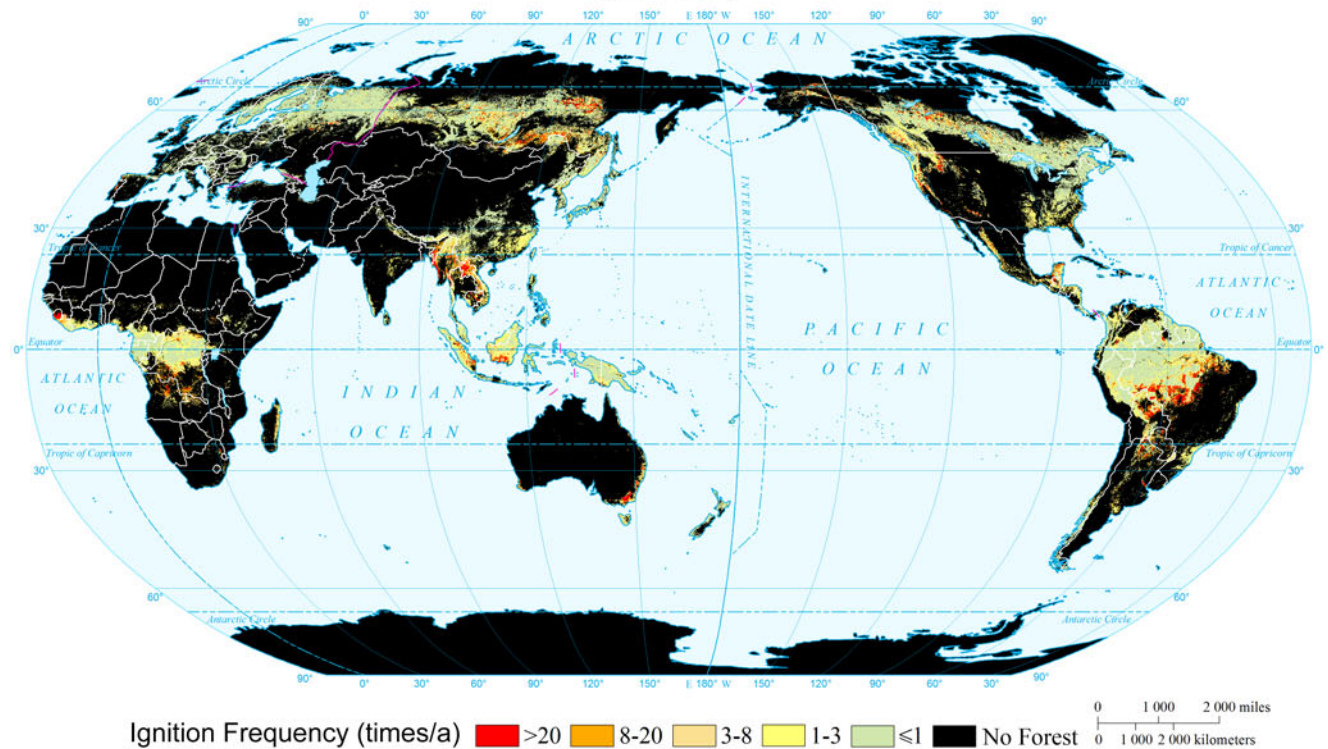 90° 0° 30° 60° 90° 120° 150° E 180° W 150° 120° 90° 60° 30° 90°
ARCTIC OCEAN
Arctic Circle Arctic Circle
60° 60°
30° 30°
Tropic of Cancer Tropic of Cancer
INTERNATIONAL DATE LINE
ATLANTIC
OCEAN
PACIFIC
OCEAN
Equator Equator
0° 0°
ATLANTIC
OCEAN
INDIAN
OCEAN
Tropic of Capricorn Tropic of Capricorn
30° 30°
60° 60°
Antarctic Circle Antarctic Circle
90° 0° 30° 60° 90° 120° 150° E 180° W 150° 120° 90° 60° 30° 90°
0 1 000 2 000 miles
Ignition Frequency (times/a) >20 8-20 3-8 1-3 ≤1 No Forest
0 1 000 2 000 kilometers